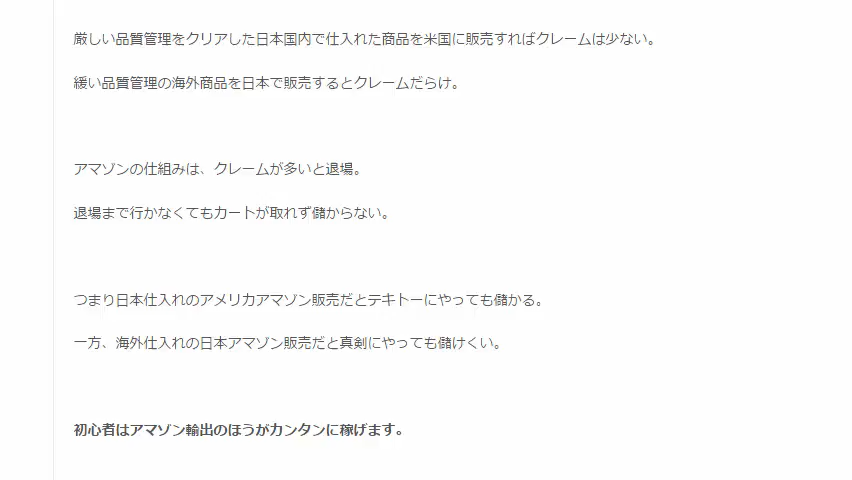 厳しい品質管理をクリアした日本国内で仕入れた商品を米国に販売すればクレームは少ない。
緩い品質管理の海外商品を日本で販売するとクレームだらけ。
アマゾンの仕組みは、クレームが多いと退場。
退場まで行かなくてもカートが取れず儲からない。
つまり日本仕入れのアメリカアマゾン販売だとテキトーにやっても儲かる。
一方、海外仕入れの日本アマゾン販売だと真剣にやっても儲けくい。
初心者はアマゾン輸出のほうがカンタンに稼げます。